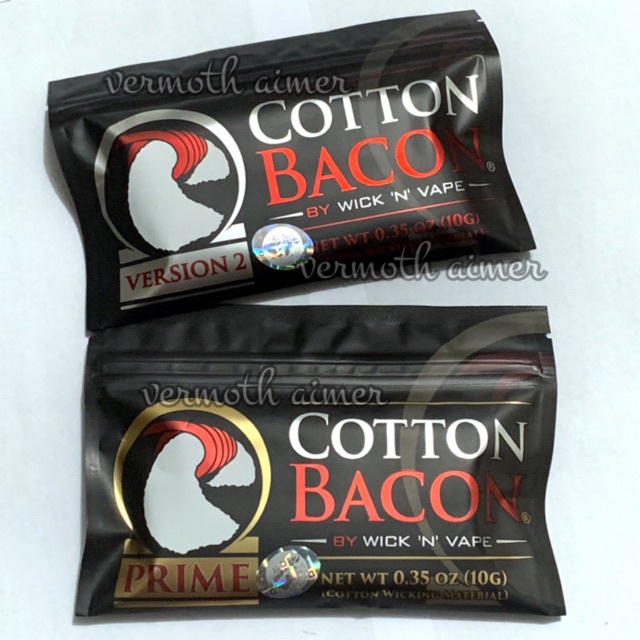 vermoth aimer
COTTON
BACON®
BY WICK 'N' VAPE
NET WT 0.35 OZ (10G)
VERSION 2
vermoth aimer
vermoth aimer
COTTON
BACON®
BY WICK 'N' VAPE
PRIME
NET WT 0.35 OZ (10G)
(COTTON WICKING MATERIAL)